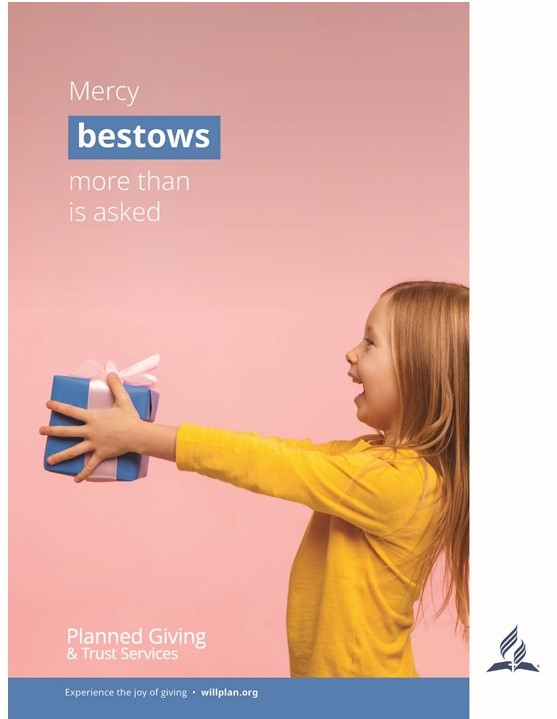 Mercy
bestows
more than
is asked
Planned Giving
& Trust Services
Experience the joy of giving • willplan.org